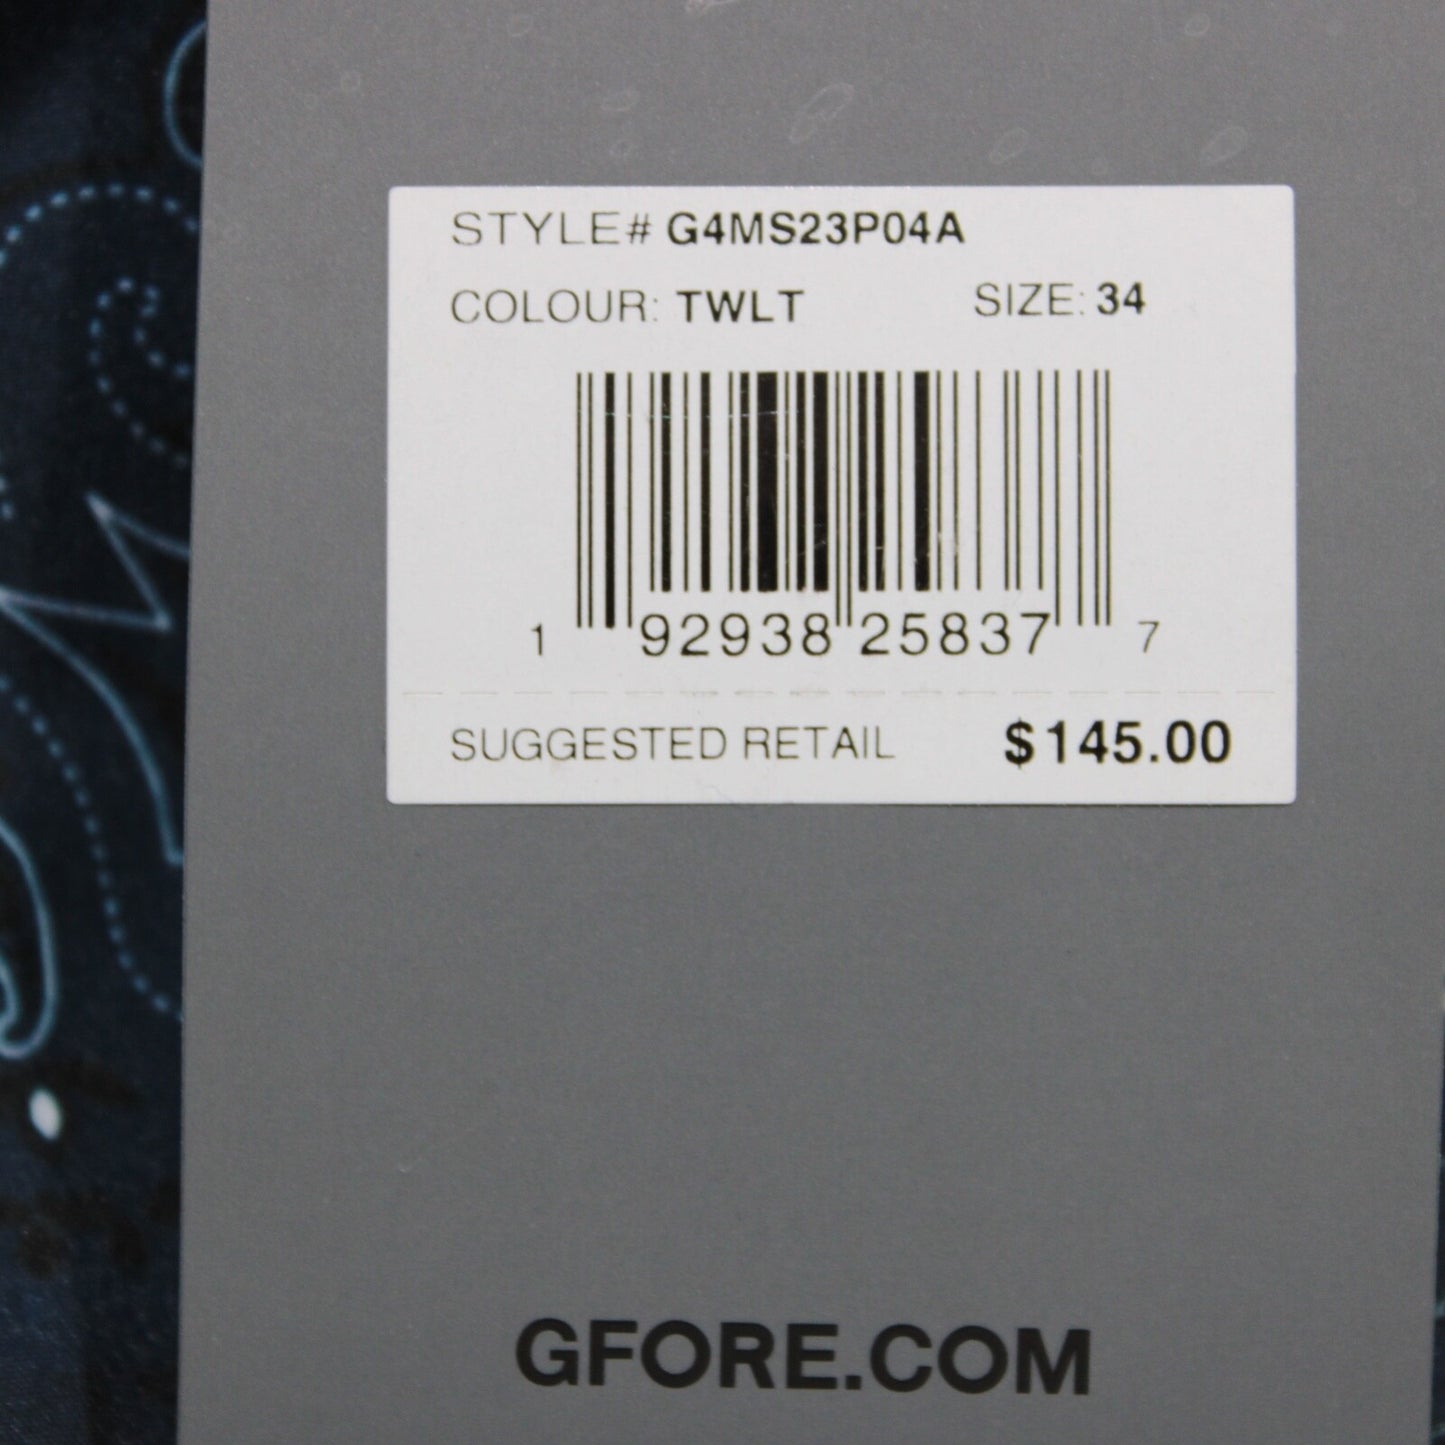 STYLE# G4MS23P04A
COLOUR: TWLT SIZE: 34
1 92938 25837 7
SUGGESTED RETAIL $145.00
GFORE.COM